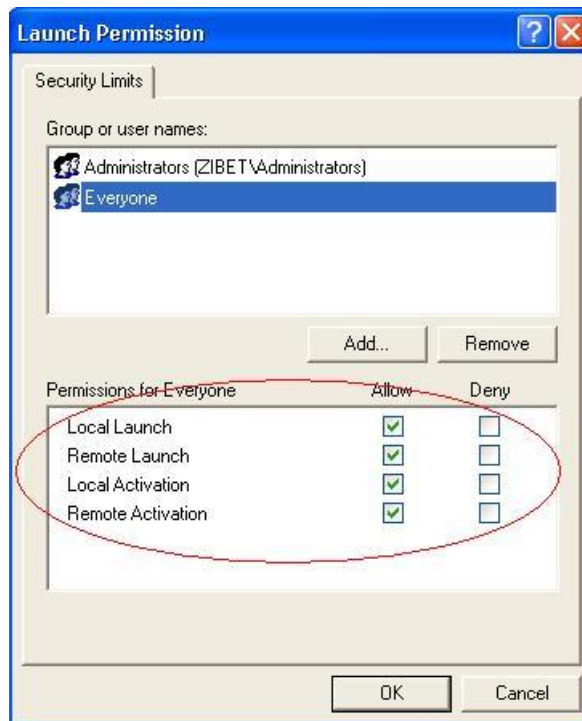 Launch Permission
Security Limits
Group or user names:
Administrators (ZIBET\Administrators)
Everyone
Add... Remove
Permissions for Everyone Allow Deny
Local Launch
Remote Launch
Local Activation
Remote Activation
OK Cancel